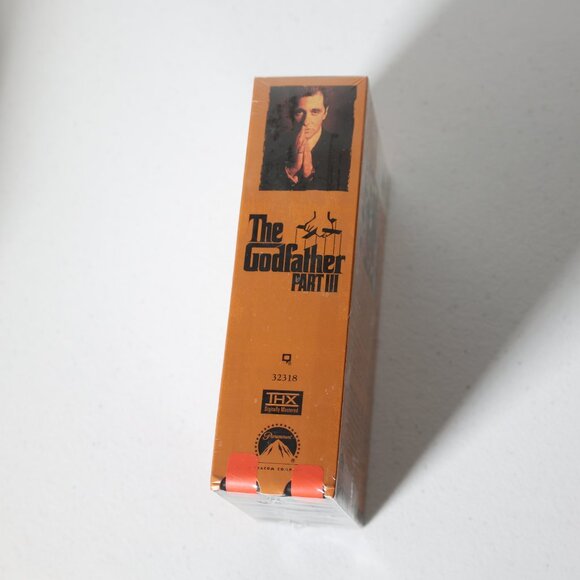 The
Godfather
PART III
32318
THX
Digitally Mastered
Paramount
®